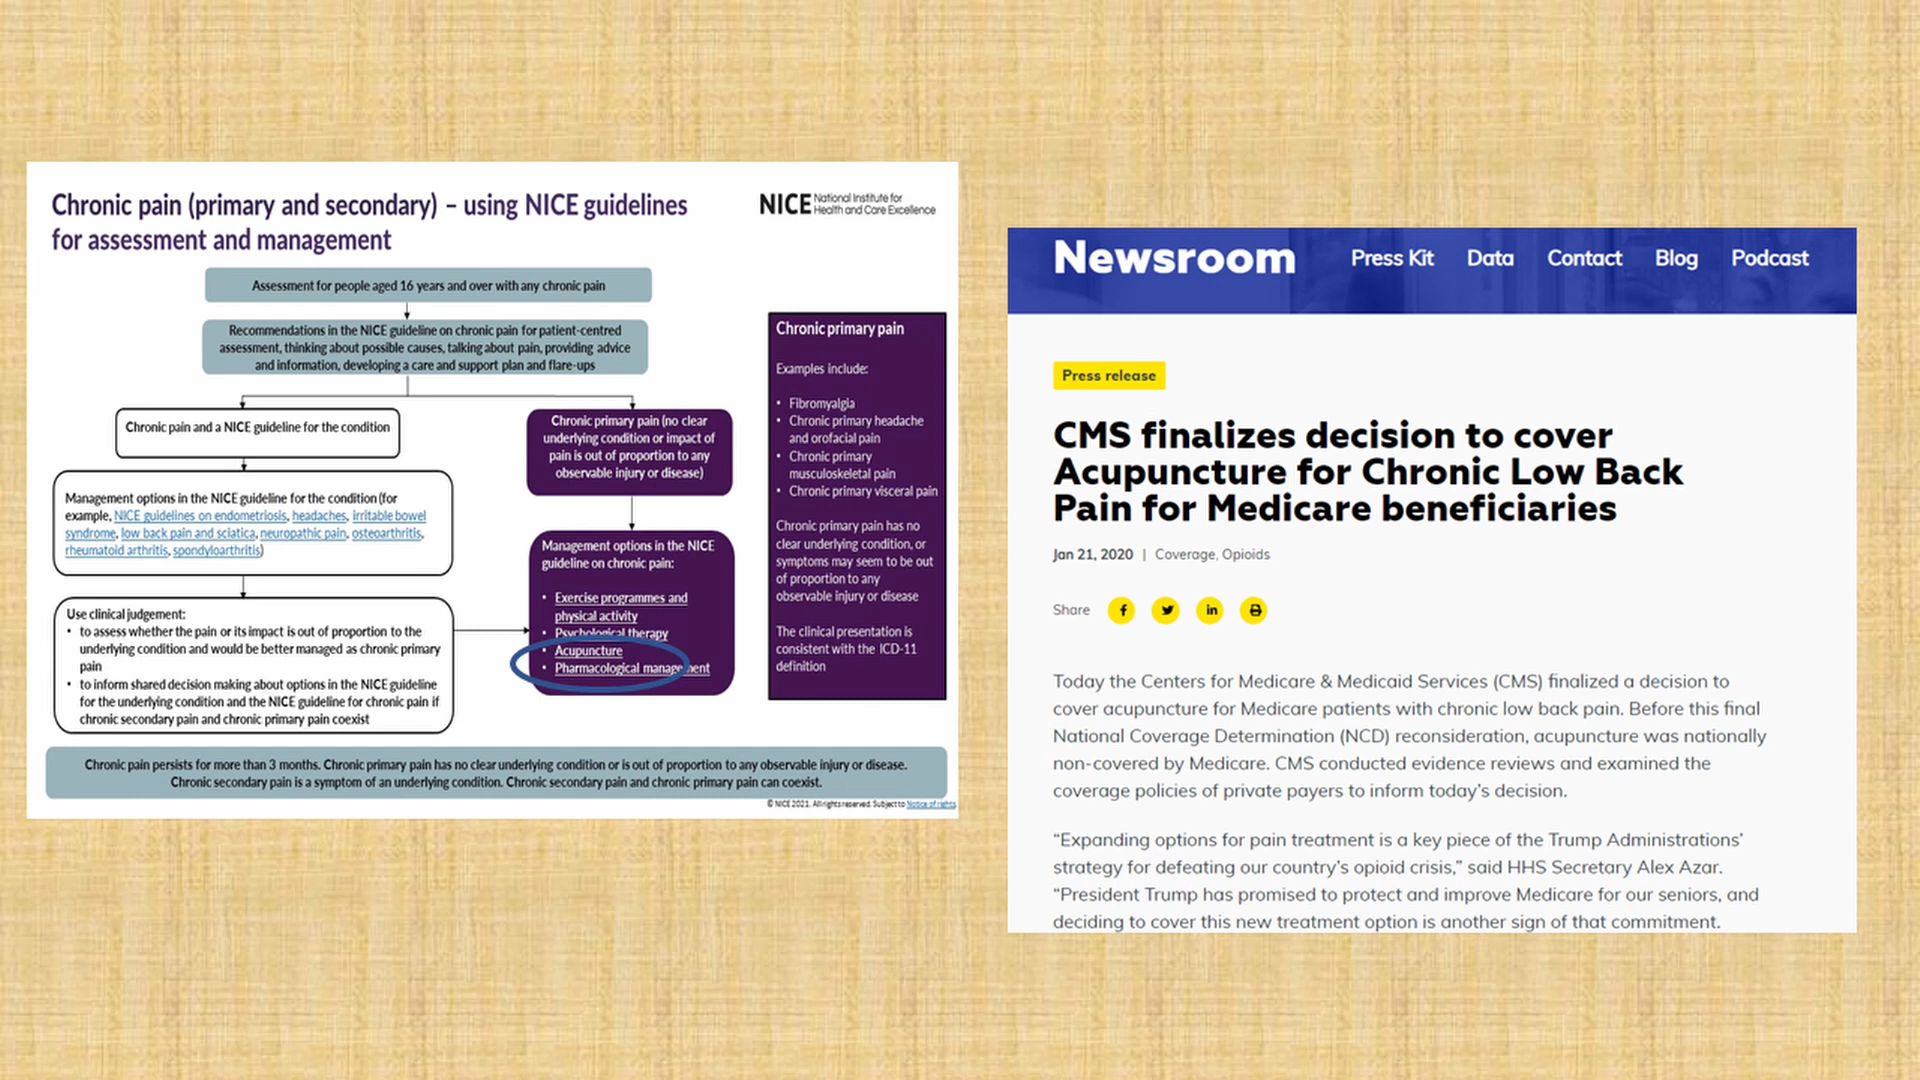 Chronic pain (primary and secondary) – using NICE guidelines
for assessment and management
NICE National Institute for
Health and Care Excellence
Assessment for people aged 16 years and over with any chronic pain
Recommendations in the NICE guideline on chronic pain for patient-centred
assessment, thinking about possible causes, talking about pain, providing advice
and information, developing a care and support plan and flare-ups
Chronic pain and a NICE guideline for the condition
Management options in the NICE guideline for the condition (for
example, NICE guidelines on endometriosis, headaches, irritable bowel
syndrome, low back pain and sciatica, neuropathic pain, osteoarthritis,
rheumatoid arthritis, spondyloarthritis)
Use clinical judgement:
• to assess whether the pain or its impact is out of proportion to the
underlying condition and would be better managed as chronic primary
pain
• to inform shared decision making about options in the NICE guideline
for the underlying condition and the NICE guideline for chronic pain if
chronic secondary pain and chronic primary pain coexist
Chronic primary pain (no clear
underlying condition or impact of
pain is out of proportion to any
observable injury or disease)
Management options in the NICE
guideline on chronic pain:
• Exercise programmes and
physical activity
• Psychological therapy
• Acupuncture
• Pharmacological management
Chronic primary pain
Examples include:
• Fibromyalgia
• Chronic primary headache
and orofacial pain
• Chronic primary
musculoskeletal pain
• Chronic primary visceral pain
Chronic primary pain has no
clear underlying condition, or
symptoms may seem to be out
of proportion to any
observable injury or disease
The clinical presentation is
consistent with the ICD-11
definition
Chronic pain persists for more than 3 months. Chronic primary pain has no clear underlying condition or is out of proportion to any observable injury or disease.
Chronic secondary pain is a symptom of an underlying condition. Chronic secondary pain and chronic primary pain can coexist.
© NICE 2021. All rights reserved. Subject to Notice of rights.
Newsroom Press Kit Data Contact Blog Podcast
Press release
CMS finalizes decision to cover
Acupuncture for Chronic Low Back
Pain for Medicare beneficiaries
Jan 21, 2020 | Coverage, Opioids
Share
Today the Centers for Medicare & Medicaid Services (CMS) finalized a decision to
cover acupuncture for Medicare patients with chronic low back pain. Before this final
National Coverage Determination (NCD) reconsideration, acupuncture was nationally
non-covered by Medicare. CMS conducted evidence reviews and examined the
coverage policies of private payers to inform today’s decision.
“Expanding options for pain treatment is a key piece of the Trump Administrations’
strategy for defeating our country’s opioid crisis,” said HHS Secretary Alex Azar.
“President Trump has promised to protect and improve Medicare for our seniors, and
deciding to cover this new treatment option is another sign of that commitment.